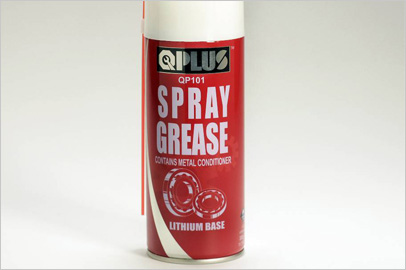 QPLUS
QP101
SPRAY
GREASE
CONTAINS METAL CONDITIONER
LITHIUM BASE